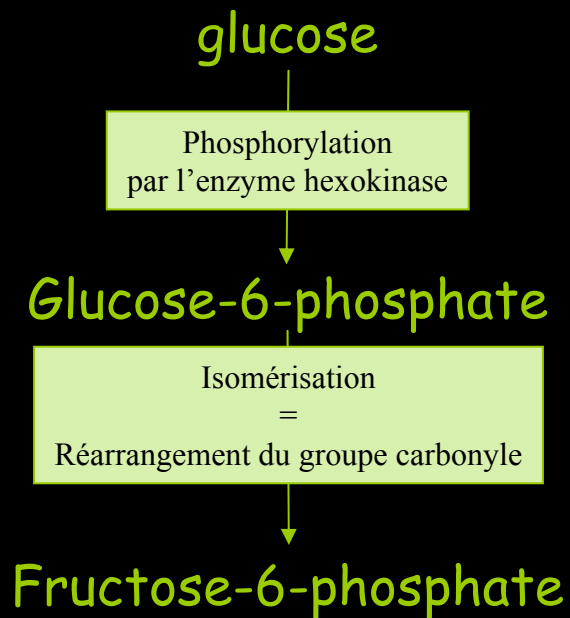 glucose
Phosphorylation
par l'enzyme hexokinase
Glucose-6-phosphate
Isomérisation
=
Réarrangement du groupe carbonyle
Fructose-6-phosphate